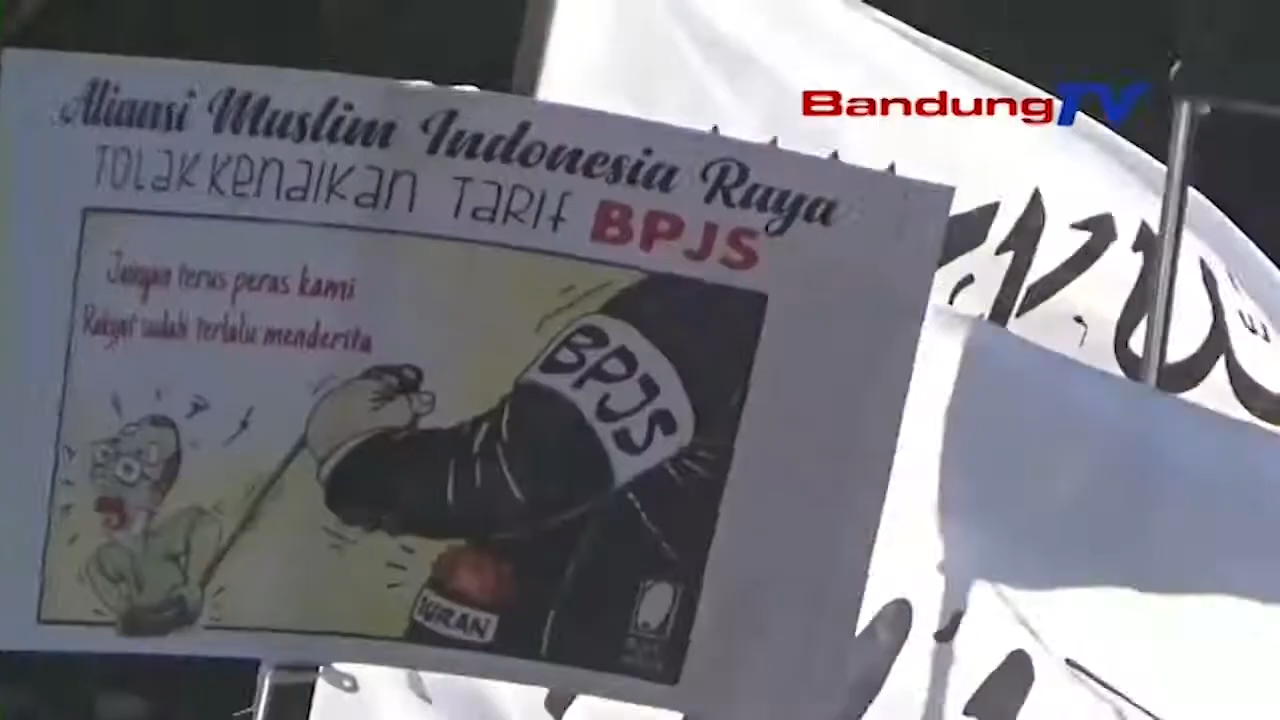 BandungTV
Aliansi Muslim Indonesia Raya
TOLAK KENAIKAN TARIF BPJS
Jangan terus peras kami
Rakyat sudah terlalu menderita
BPJS
IURAN